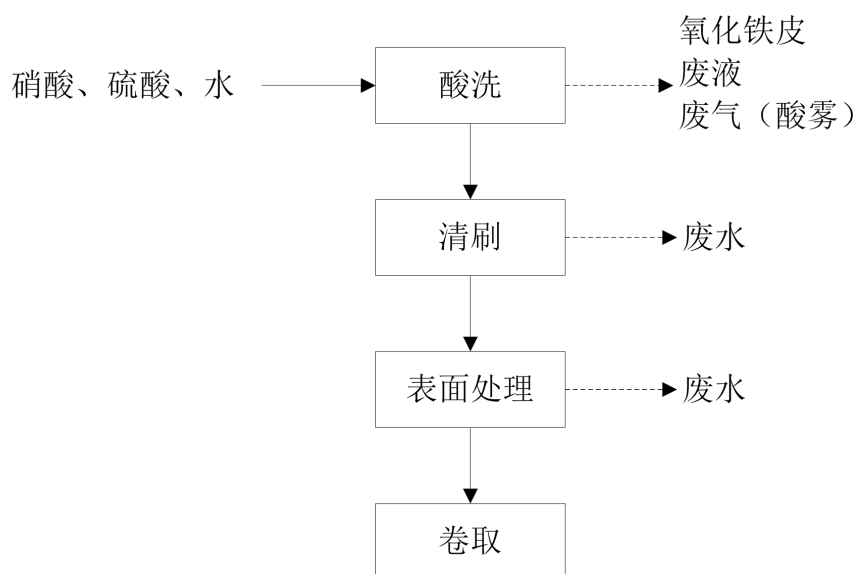 氧化铁皮
硝酸、硫酸、水
酸洗
废液
废气（酸雾）
清刷
废水
表面处理
废水
卷取